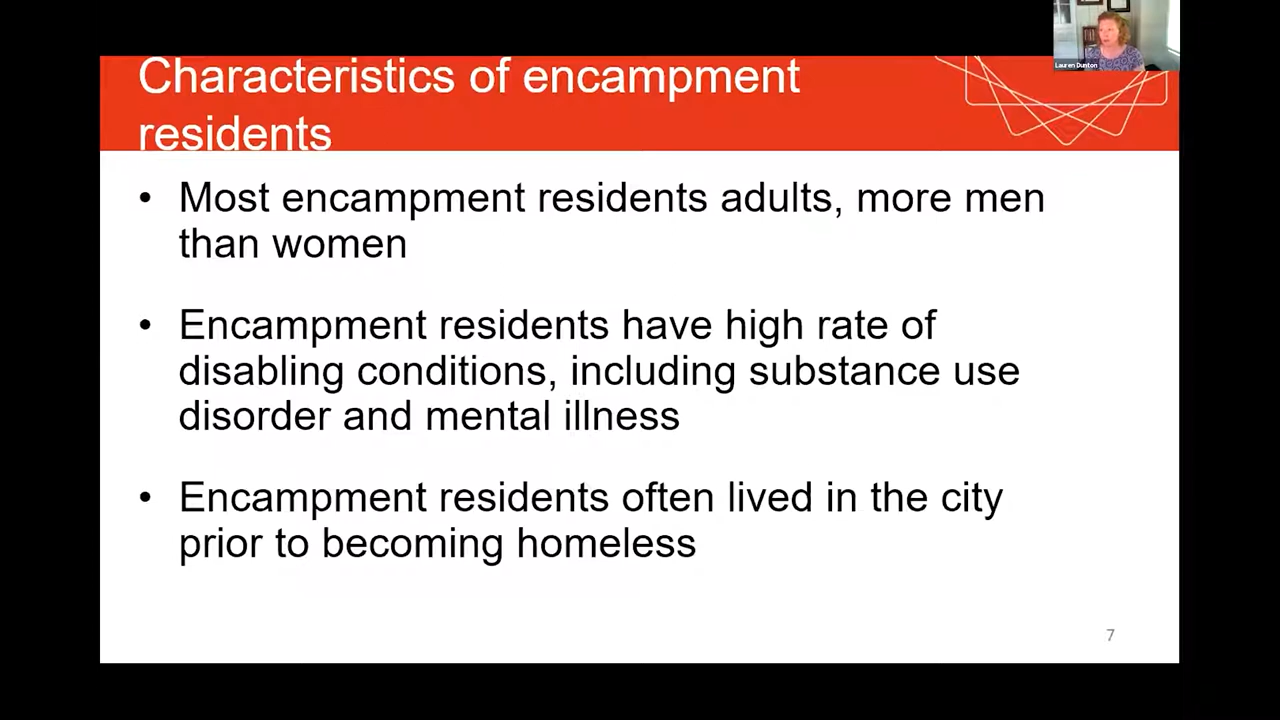 Lauren Dunton
Characteristics of encampment
residents
• Most encampment residents adults, more men
than women
• Encampment residents have high rate of
disabling conditions, including substance use
disorder and mental illness
• Encampment residents often lived in the city
prior to becoming homeless
7